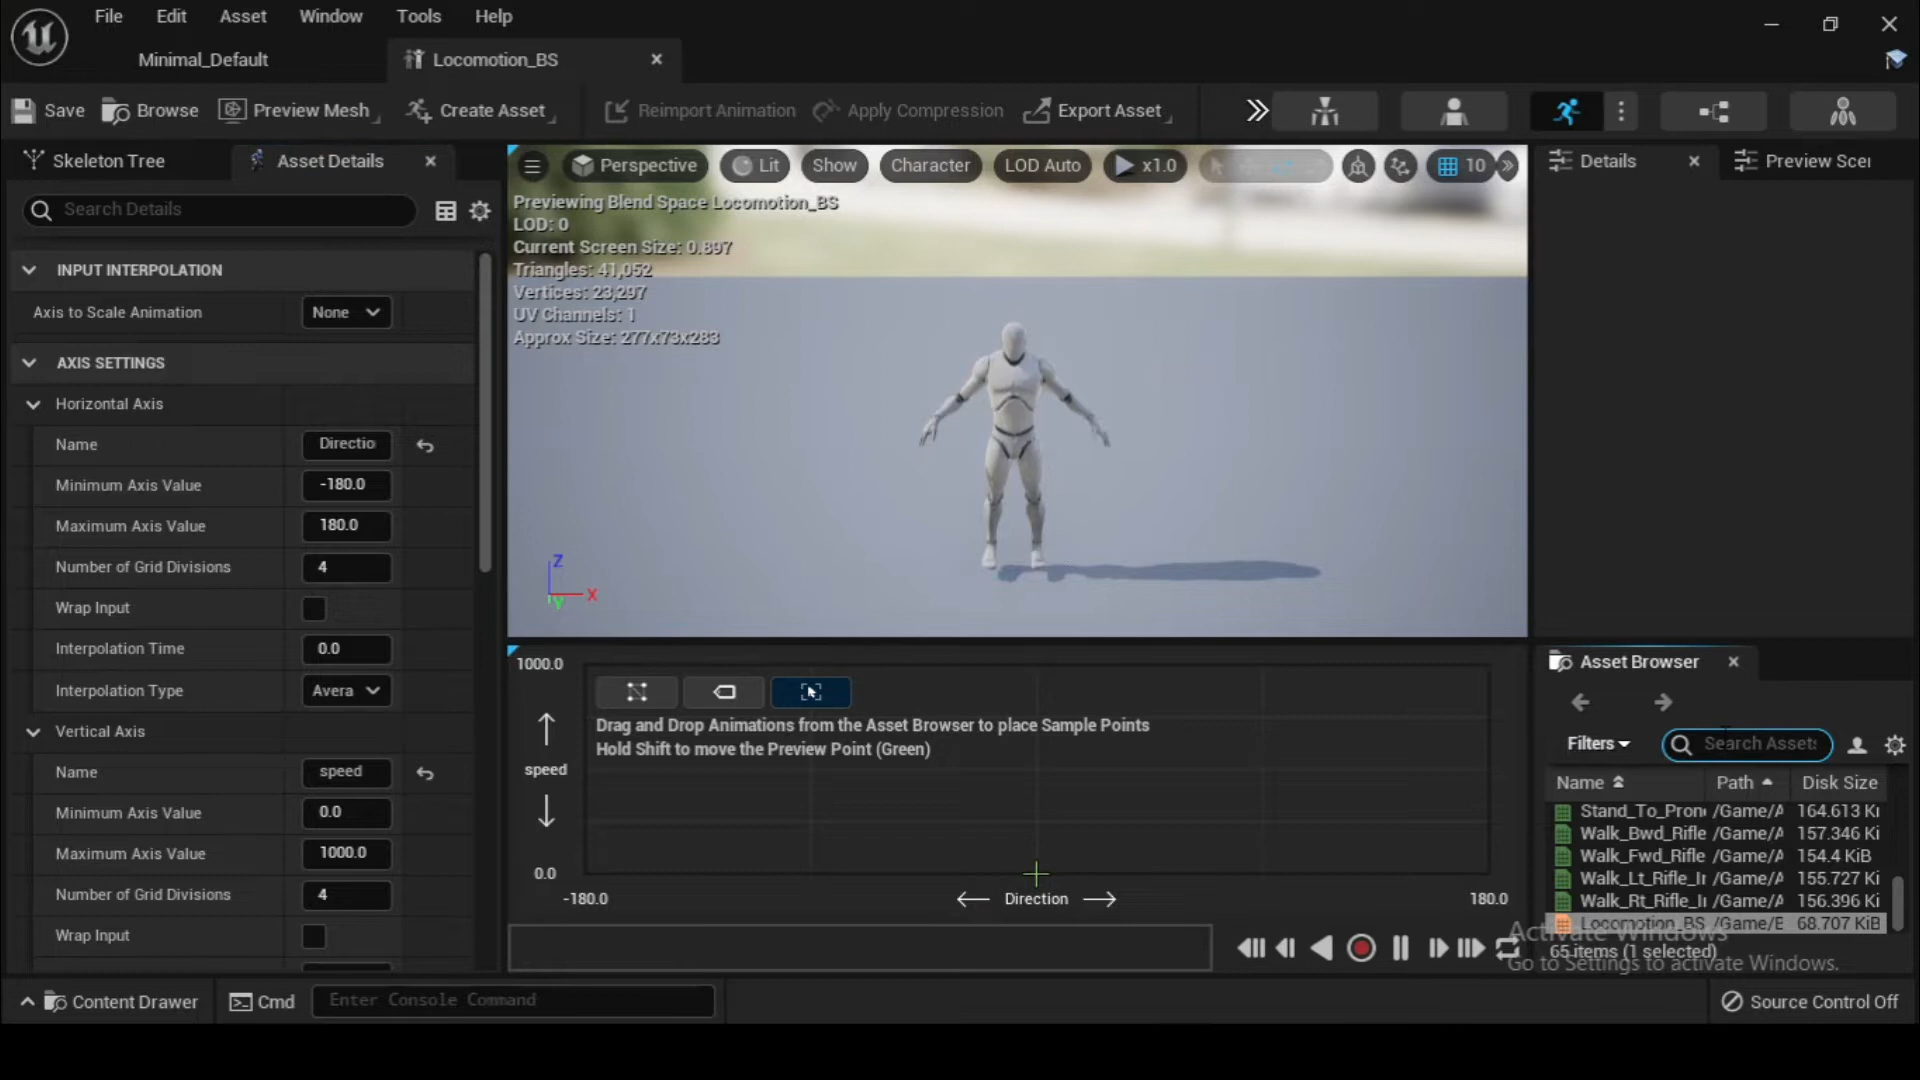 File Edit Asset Window Tools Help
Minimal_Default Locomotion_BS
Save Browse Preview Mesh Create Asset Reimport Animation Apply Compression Export Asset
Skeleton Tree Asset Details
Search Details
INPUT INTERPOLATION
Axis to Scale Animation None
AXIS SETTINGS
Horizontal Axis
Name Directio
Minimum Axis Value -180.0
Maximum Axis Value 180.0
Number of Grid Divisions 4
Wrap Input
Interpolation Time 0.0
Interpolation Type Avera
Vertical Axis
Name speed
Minimum Axis Value 0.0
Maximum Axis Value 1000.0
Number of Grid Divisions 4
Wrap Input
Perspective Lit Show Character LOD Auto x1.0 10
Previewing Blend Space Locomotion_BS
LOD: 0
Current Screen Size: 0.897
Triangles: 41,052
Vertices: 23,297
UV Channels: 1
Approx Size: 277x73x283
Z
X
Y
1000.0
Drag and Drop Animations from the Asset Browser to place Sample Points
Hold Shift to move the Preview Point (Green)
speed
0.0
-180.0 Direction 180.0
Details Preview Scei
Asset Browser
Filters Search Assets
Name Path Disk Size
Stand_To_Pron /Game/A 164.613 Ki
Walk_Bwd_Rifle /Game/A 157.346 Ki
Walk_Fwd_Rifle /Game/A 154.4 KiB
Walk_Lt_Rifle_Ir /Game/A 155.727 Ki
Walk_Rt_Rifle_Ir /Game/A 156.396 Ki
Locomotion_BS /Game/E 68.707 KiB
65 items (1 selected)
Activate Windows
Go to Settings to activate Windows.
Content Drawer Cmd Enter Console Command Source Control Off